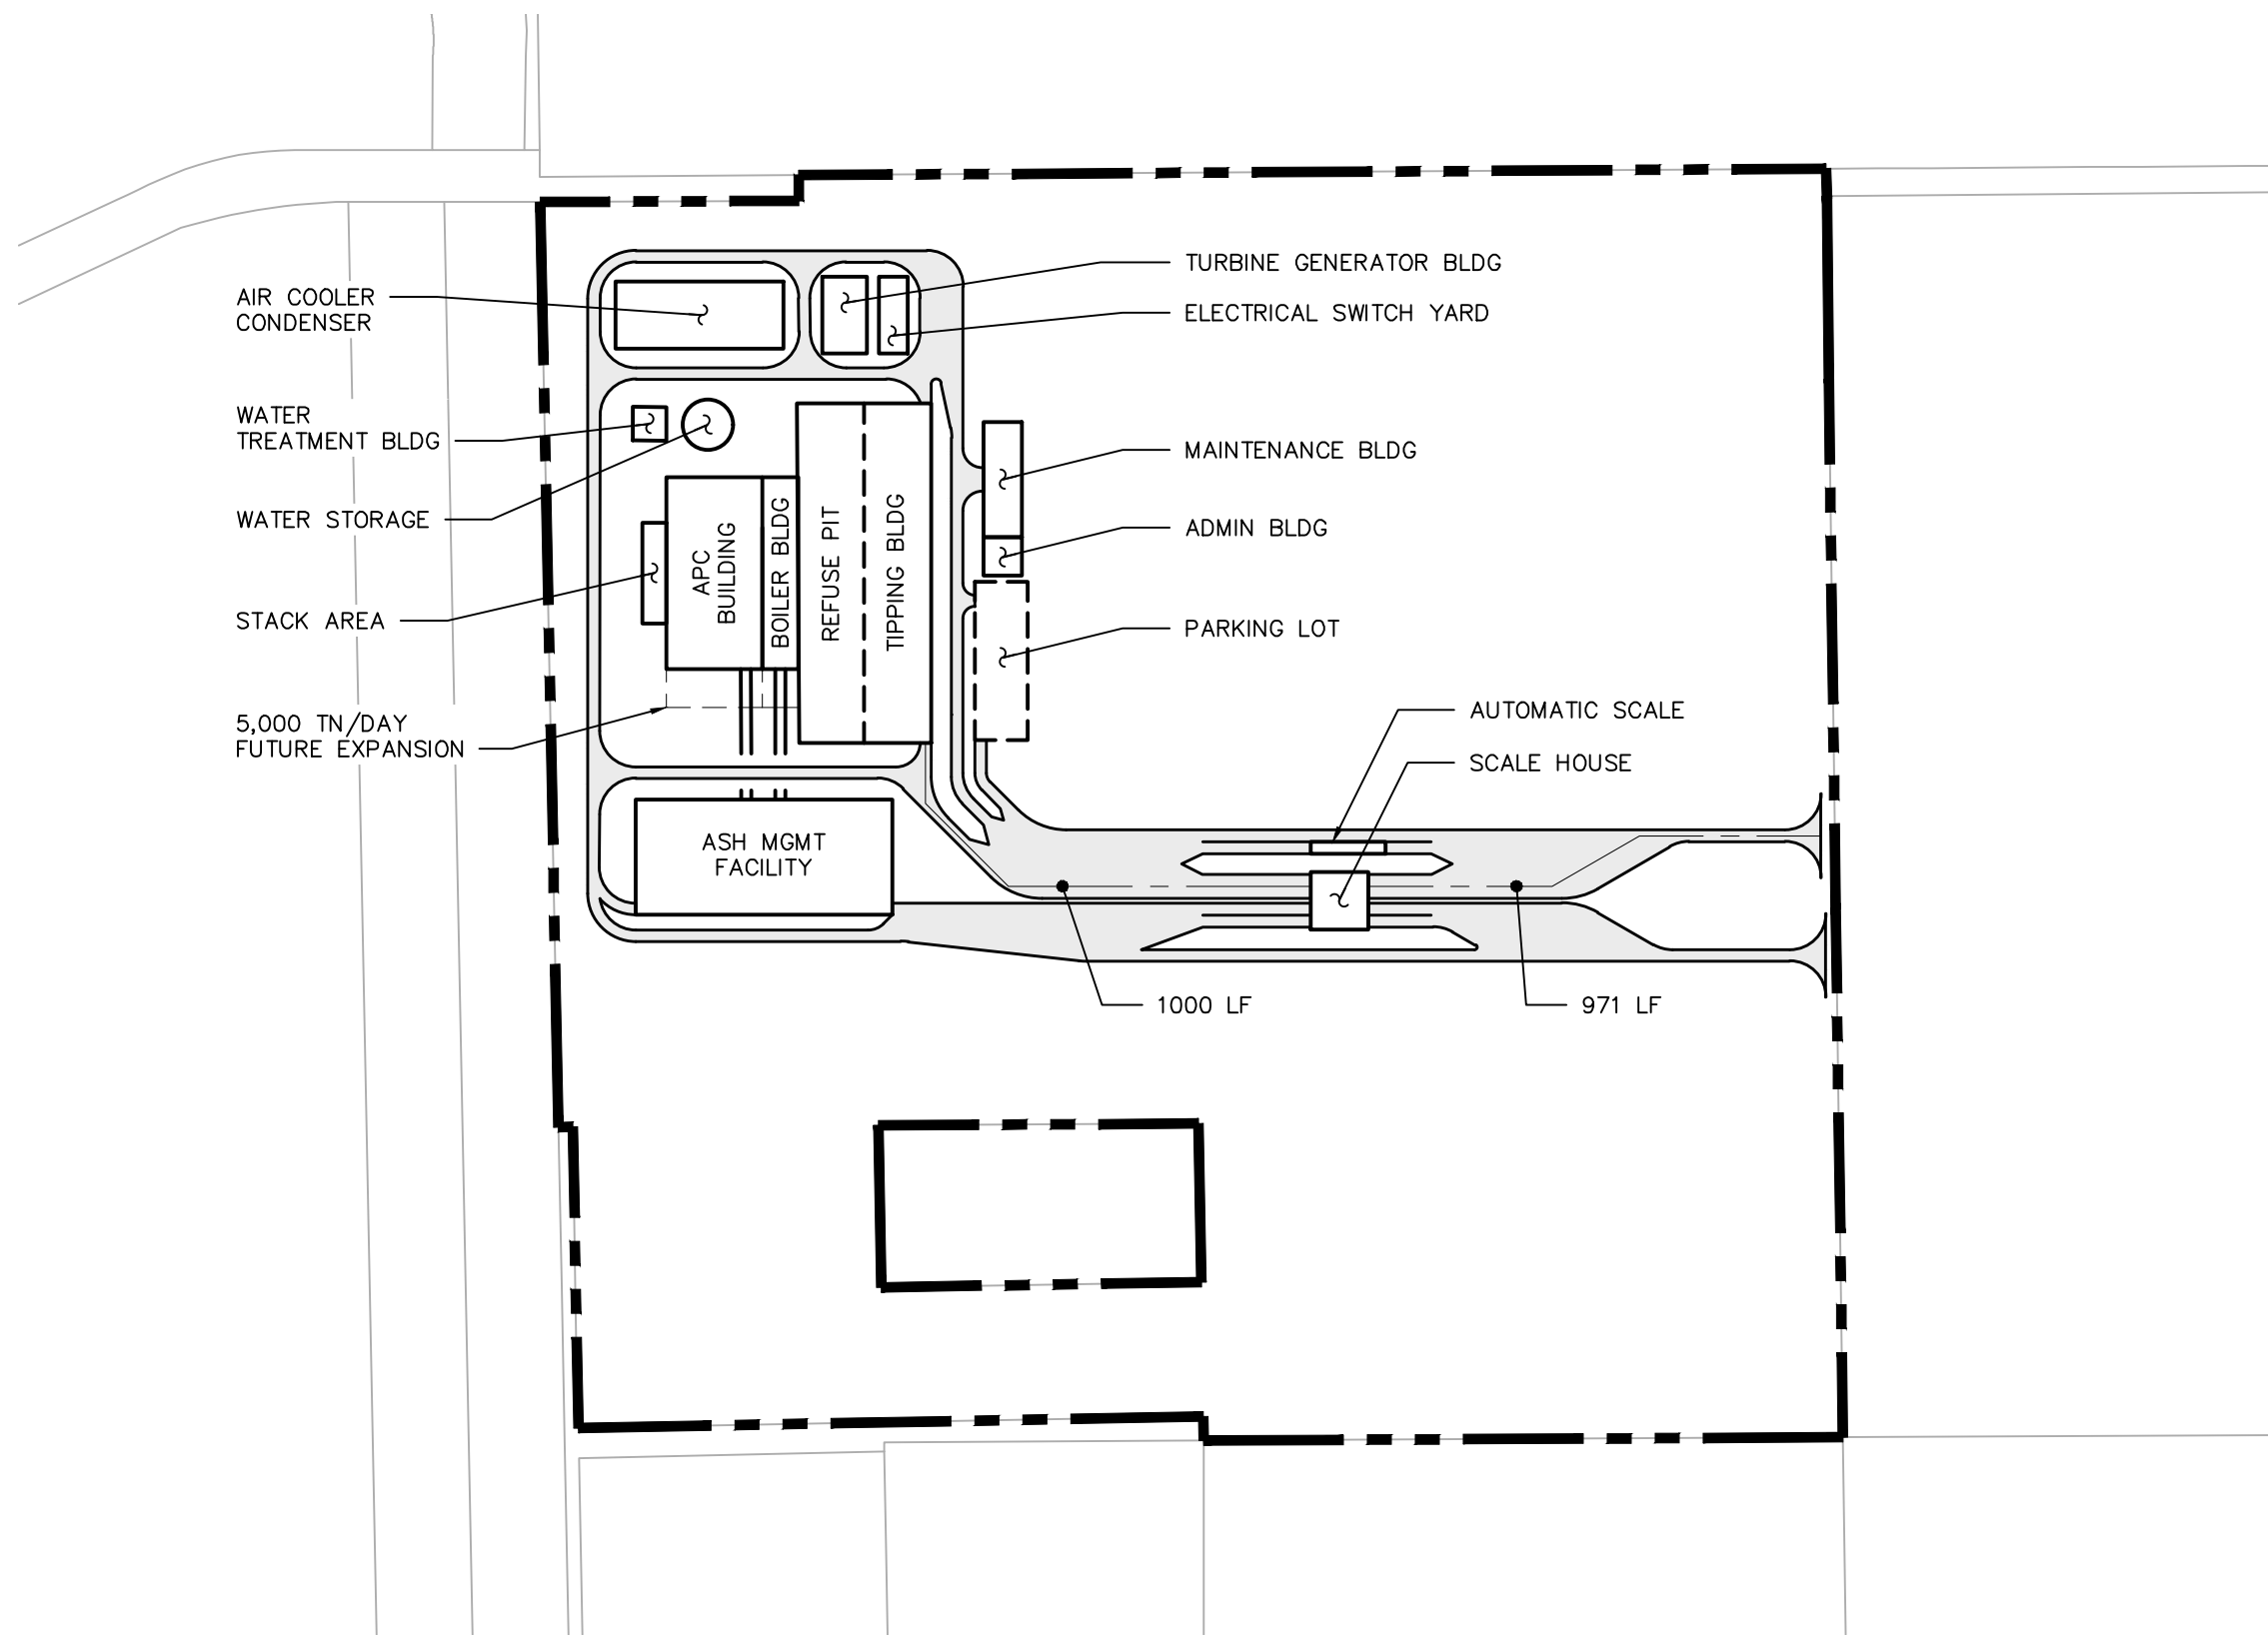 TURBINE GENERATOR BLDG
ELECTRICAL SWITCH YARD
AIR COOLER
CONDENSER
WATER
TREATMENT BLDG
MAINTENANCE BLDG
WATER STORAGE
ADMIN BLDG
APC
BUILDING
BOILER BLDG
REFUSE PIT
TIPPING BLDG
STACK AREA
PARKING LOT
5,000 TN/DAY
FUTURE EXPANSION
AUTOMATIC SCALE
SCALE HOUSE
ASH MGMT
FACILITY
1000 LF
971 LF